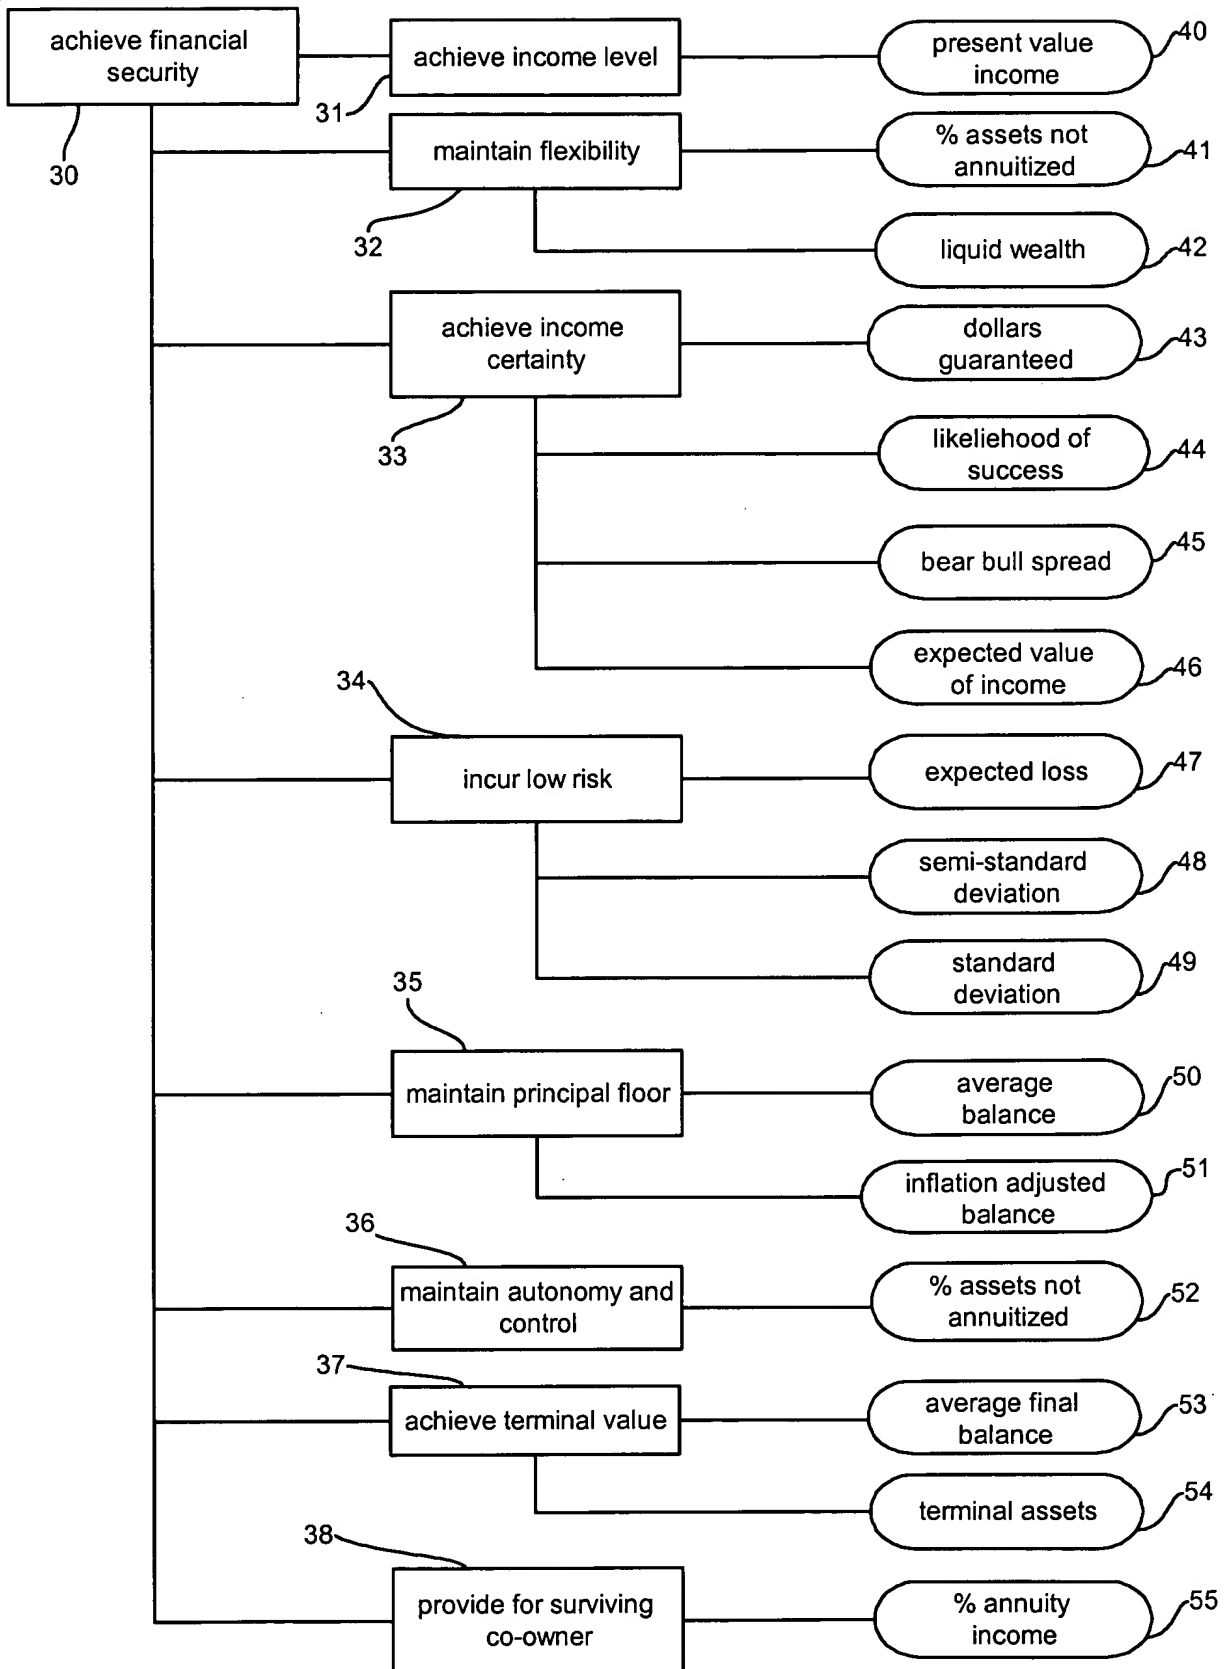 achieve financial
security
achieve income level
present value
income
40
31
30
maintain flexibility
% assets not
annuitized
41
32
liquid wealth
42
achieve income
certainty
dollars
guaranteed
43
33
likeliehood of
success
44
bear bull spread
45
expected value
of income
46
34
incur low risk
expected loss
47
semi-standard
deviation
48
standard
deviation
49
35
maintain principal floor
average
balance
50
inflation adjusted
balance
51
36
maintain autonomy and
control
% assets not
annuitized
52
37
achieve terminal value
average final
balance
53
terminal assets
54
38
provide for surviving
co-owner
% annuity
income
55